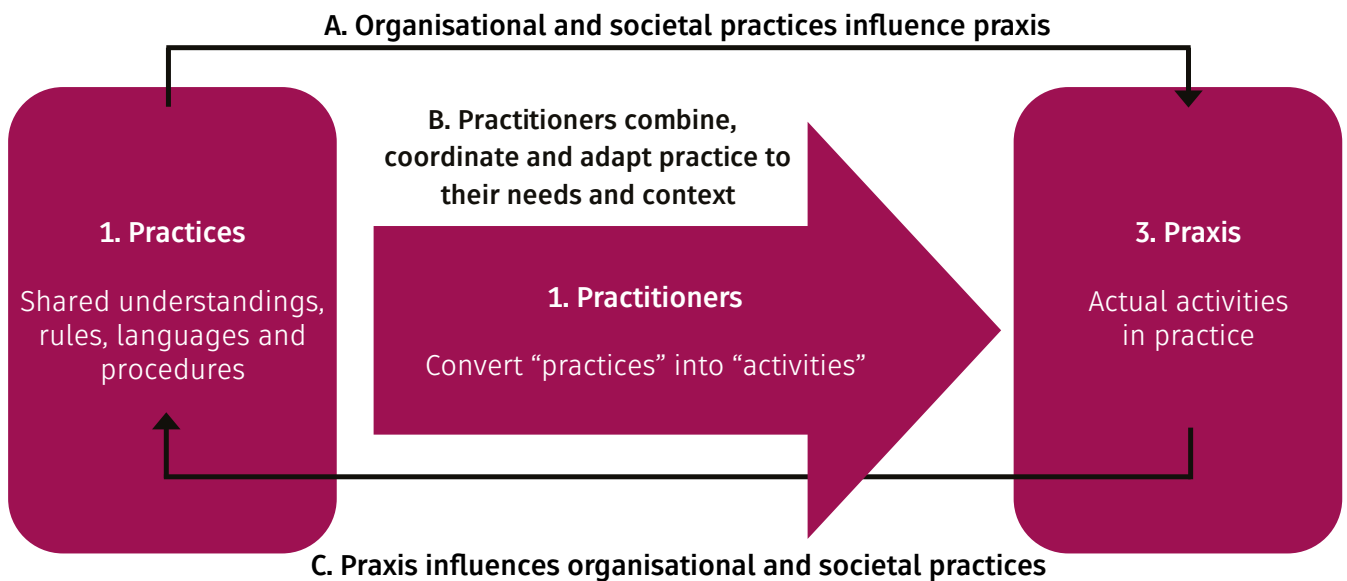 A. Organisational and societal practices influence praxis
B. Practitioners combine,
coordinate and adapt practice to
their needs and context
1. Practices
Shared understandings,
rules, languages and
procedures
1. Practitioners
Convert “practices” into “activities”
3. Praxis
Actual activities
in practice
C. Praxis influences organisational and societal practices